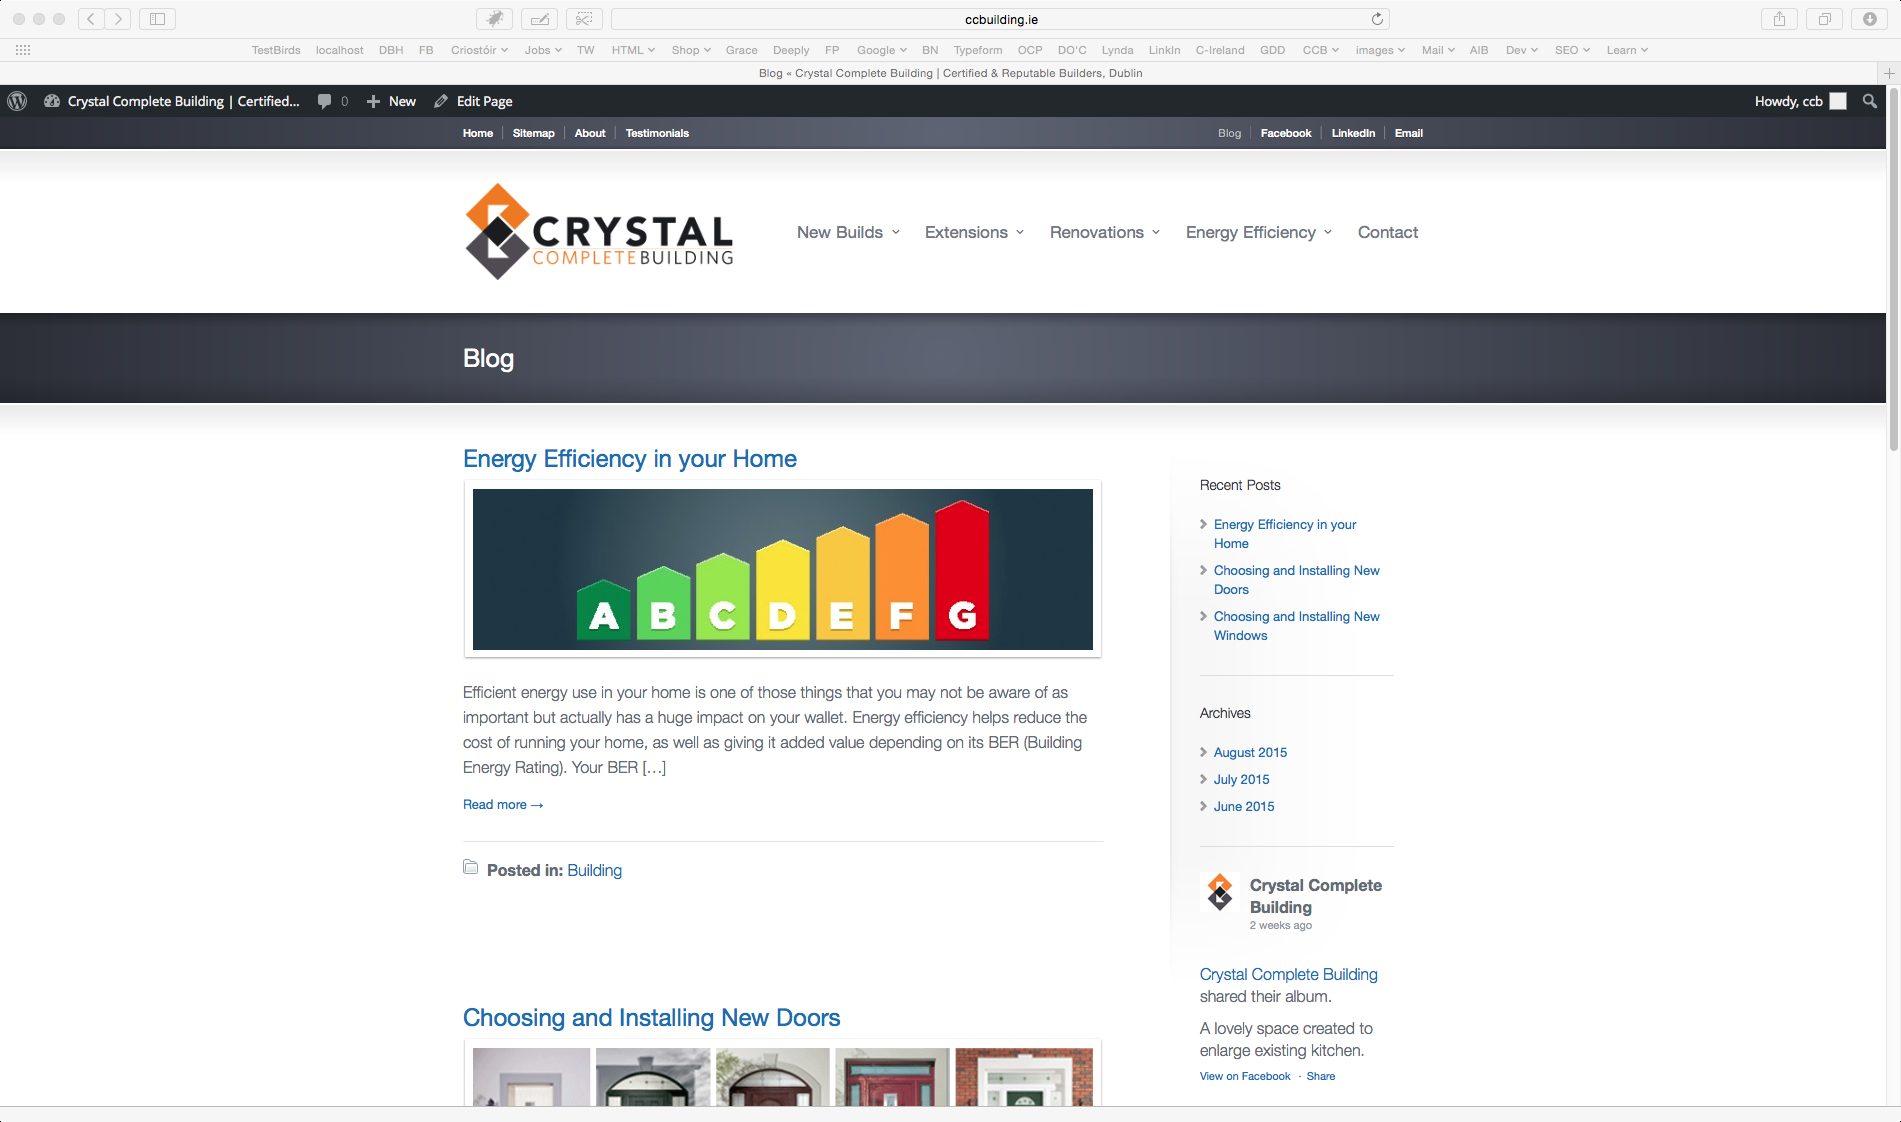 ccbuilding.ie
TestBirds localhost DBH FB Criostóir Jobs TW HTML Shop Grace Deeply FP Google BN Typeform OCP DO'C Lynda LinkIn C-Ireland GDD CCB images Mail AIB Dev SEO Learn
Blog « Crystal Complete Building | Certified & Reputable Builders, Dublin
Crystal Complete Building | Certified... 0 New Edit Page Howdy, ccb
Home Sitemap About Testimonials Blog Facebook LinkedIn Email
CRYSTAL
COMPLETEBUILDING
New Builds Extensions Renovations Energy Efficiency Contact
Blog
Energy Efficiency in your Home
A B C D E F G
Efficient energy use in your home is one of those things that you may not be aware of as
important but actually has a huge impact on your wallet. Energy efficiency helps reduce the
cost of running your home, as well as giving it added value depending on its BER (Building
Energy Rating). Your BER […]
Read more →
Posted in: Building
Choosing and Installing New Doors
Recent Posts
Energy Efficiency in your
Home
Choosing and Installing New
Doors
Choosing and Installing New
Windows
Archives
August 2015
July 2015
June 2015
Crystal Complete
Building
2 weeks ago
Crystal Complete Building
shared their album.
A lovely space created to
enlarge existing kitchen.
View on Facebook · Share